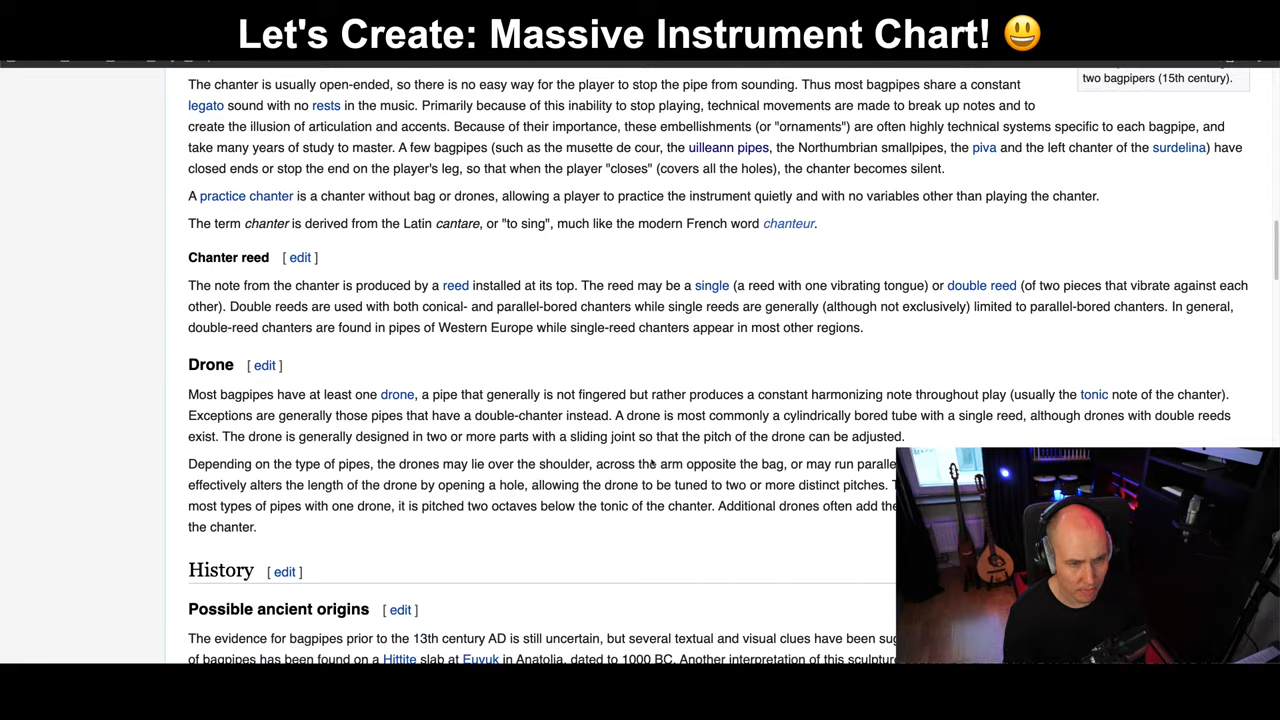 Let's Create: Massive Instrument Chart! 😃
two bagpipers (15th century).
The chanter is usually open-ended, so there is no easy way for the player to stop the pipe from sounding. Thus most bagpipes share a constant
legato sound with no rests in the music. Primarily because of this inability to stop playing, technical movements are made to break up notes and to
create the illusion of articulation and accents. Because of their importance, these embellishments (or "ornaments") are often highly technical systems specific to each bagpipe, and
take many years of study to master. A few bagpipes (such as the musette de cour, the uilleann pipes, the Northumbrian smallpipes, the piva and the left chanter of the surdelina) have
closed ends or stop the end on the player's leg, so that when the player "closes" (covers all the holes), the chanter becomes silent.
A practice chanter is a chanter without bag or drones, allowing a player to practice the instrument quietly and with no variables other than playing the chanter.
The term chanter is derived from the Latin cantare, or "to sing", much like the modern French word chanteur.
Chanter reed [ edit ]
The note from the chanter is produced by a reed installed at its top. The reed may be a single (a reed with one vibrating tongue) or double reed (of two pieces that vibrate against each
other). Double reeds are used with both conical- and parallel-bored chanters while single reeds are generally (although not exclusively) limited to parallel-bored chanters. In general,
double-reed chanters are found in pipes of Western Europe while single-reed chanters appear in most other regions.
Drone [ edit ]
Most bagpipes have at least one drone, a pipe that generally is not fingered but rather produces a constant harmonizing note throughout play (usually the tonic note of the chanter).
Exceptions are generally those pipes that have a double-chanter instead. A drone is most commonly a cylindrically bored tube with a single reed, although drones with double reeds
exist. The drone is generally designed in two or more parts with a sliding joint so that the pitch of the drone can be adjusted.
Depending on the type of pipes, the drones may lie over the shoulder, across the arm opposite the bag, or may run paralle
effectively alters the length of the drone by opening a hole, allowing the drone to be tuned to two or more distinct pitches.
most types of pipes with one drone, it is pitched two octaves below the tonic of the chanter. Additional drones often add the
the chanter.
History [ edit ]
Possible ancient origins [ edit ]
The evidence for bagpipes prior to the 13th century AD is still uncertain, but several textual and visual clues have been sug
of bagpipes has been found on a Hittite slab at Euyuk in Anatolia, dated to 1000 BC. Another interpretation of this sculpture